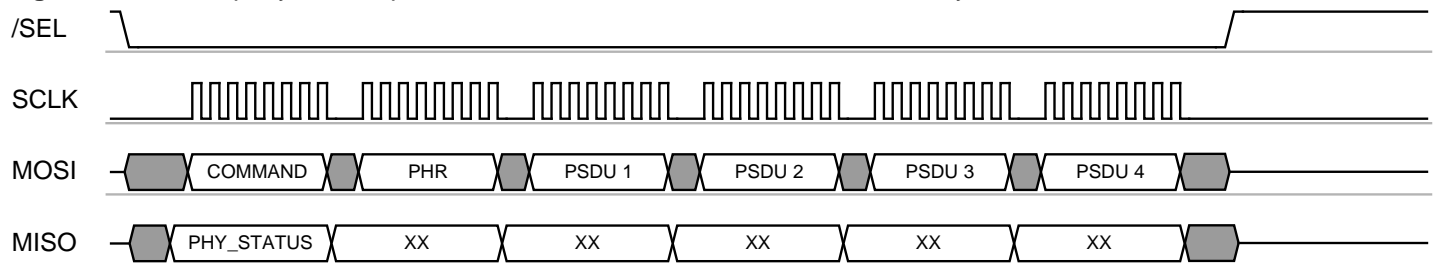 /SEL
SCLK
MOSI COMMAND PHR PSDU 1 PSDU 2 PSDU 3 PSDU 4
MISO PHY_STATUS XX XX XX XX XX